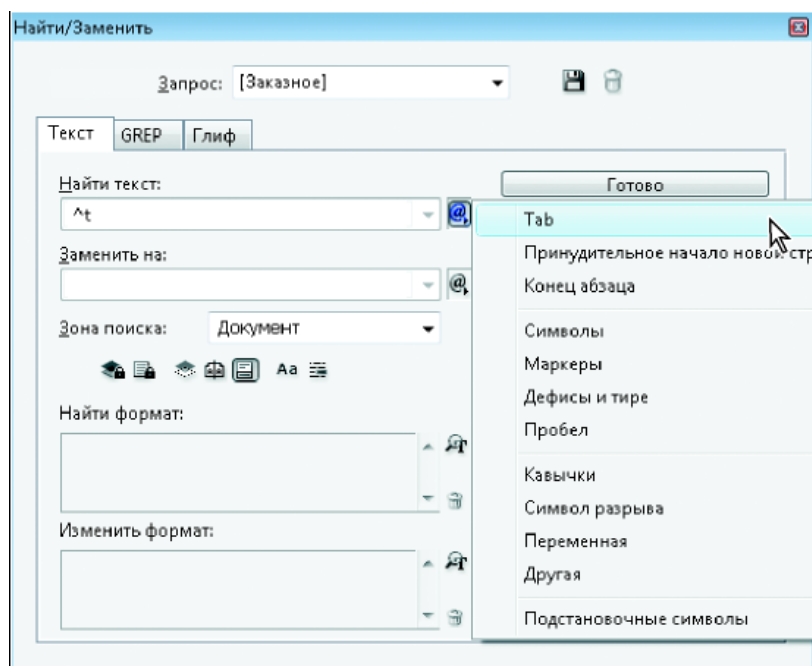 Найти/Заменить
Запрос: [Заказное]
Текст GREP Глиф
Найти текст:
Готово
^t
Tab
Заменить на:
Принудительное начало новой стр
Конец абзаца
Зона поиска: Документ
Символы
Маркеры
Aa
Дефисы и тире
Найти формат:
Пробел
Кавычки
Символ разрыва
Изменить формат:
Переменная
Другая
Подстановочные символы